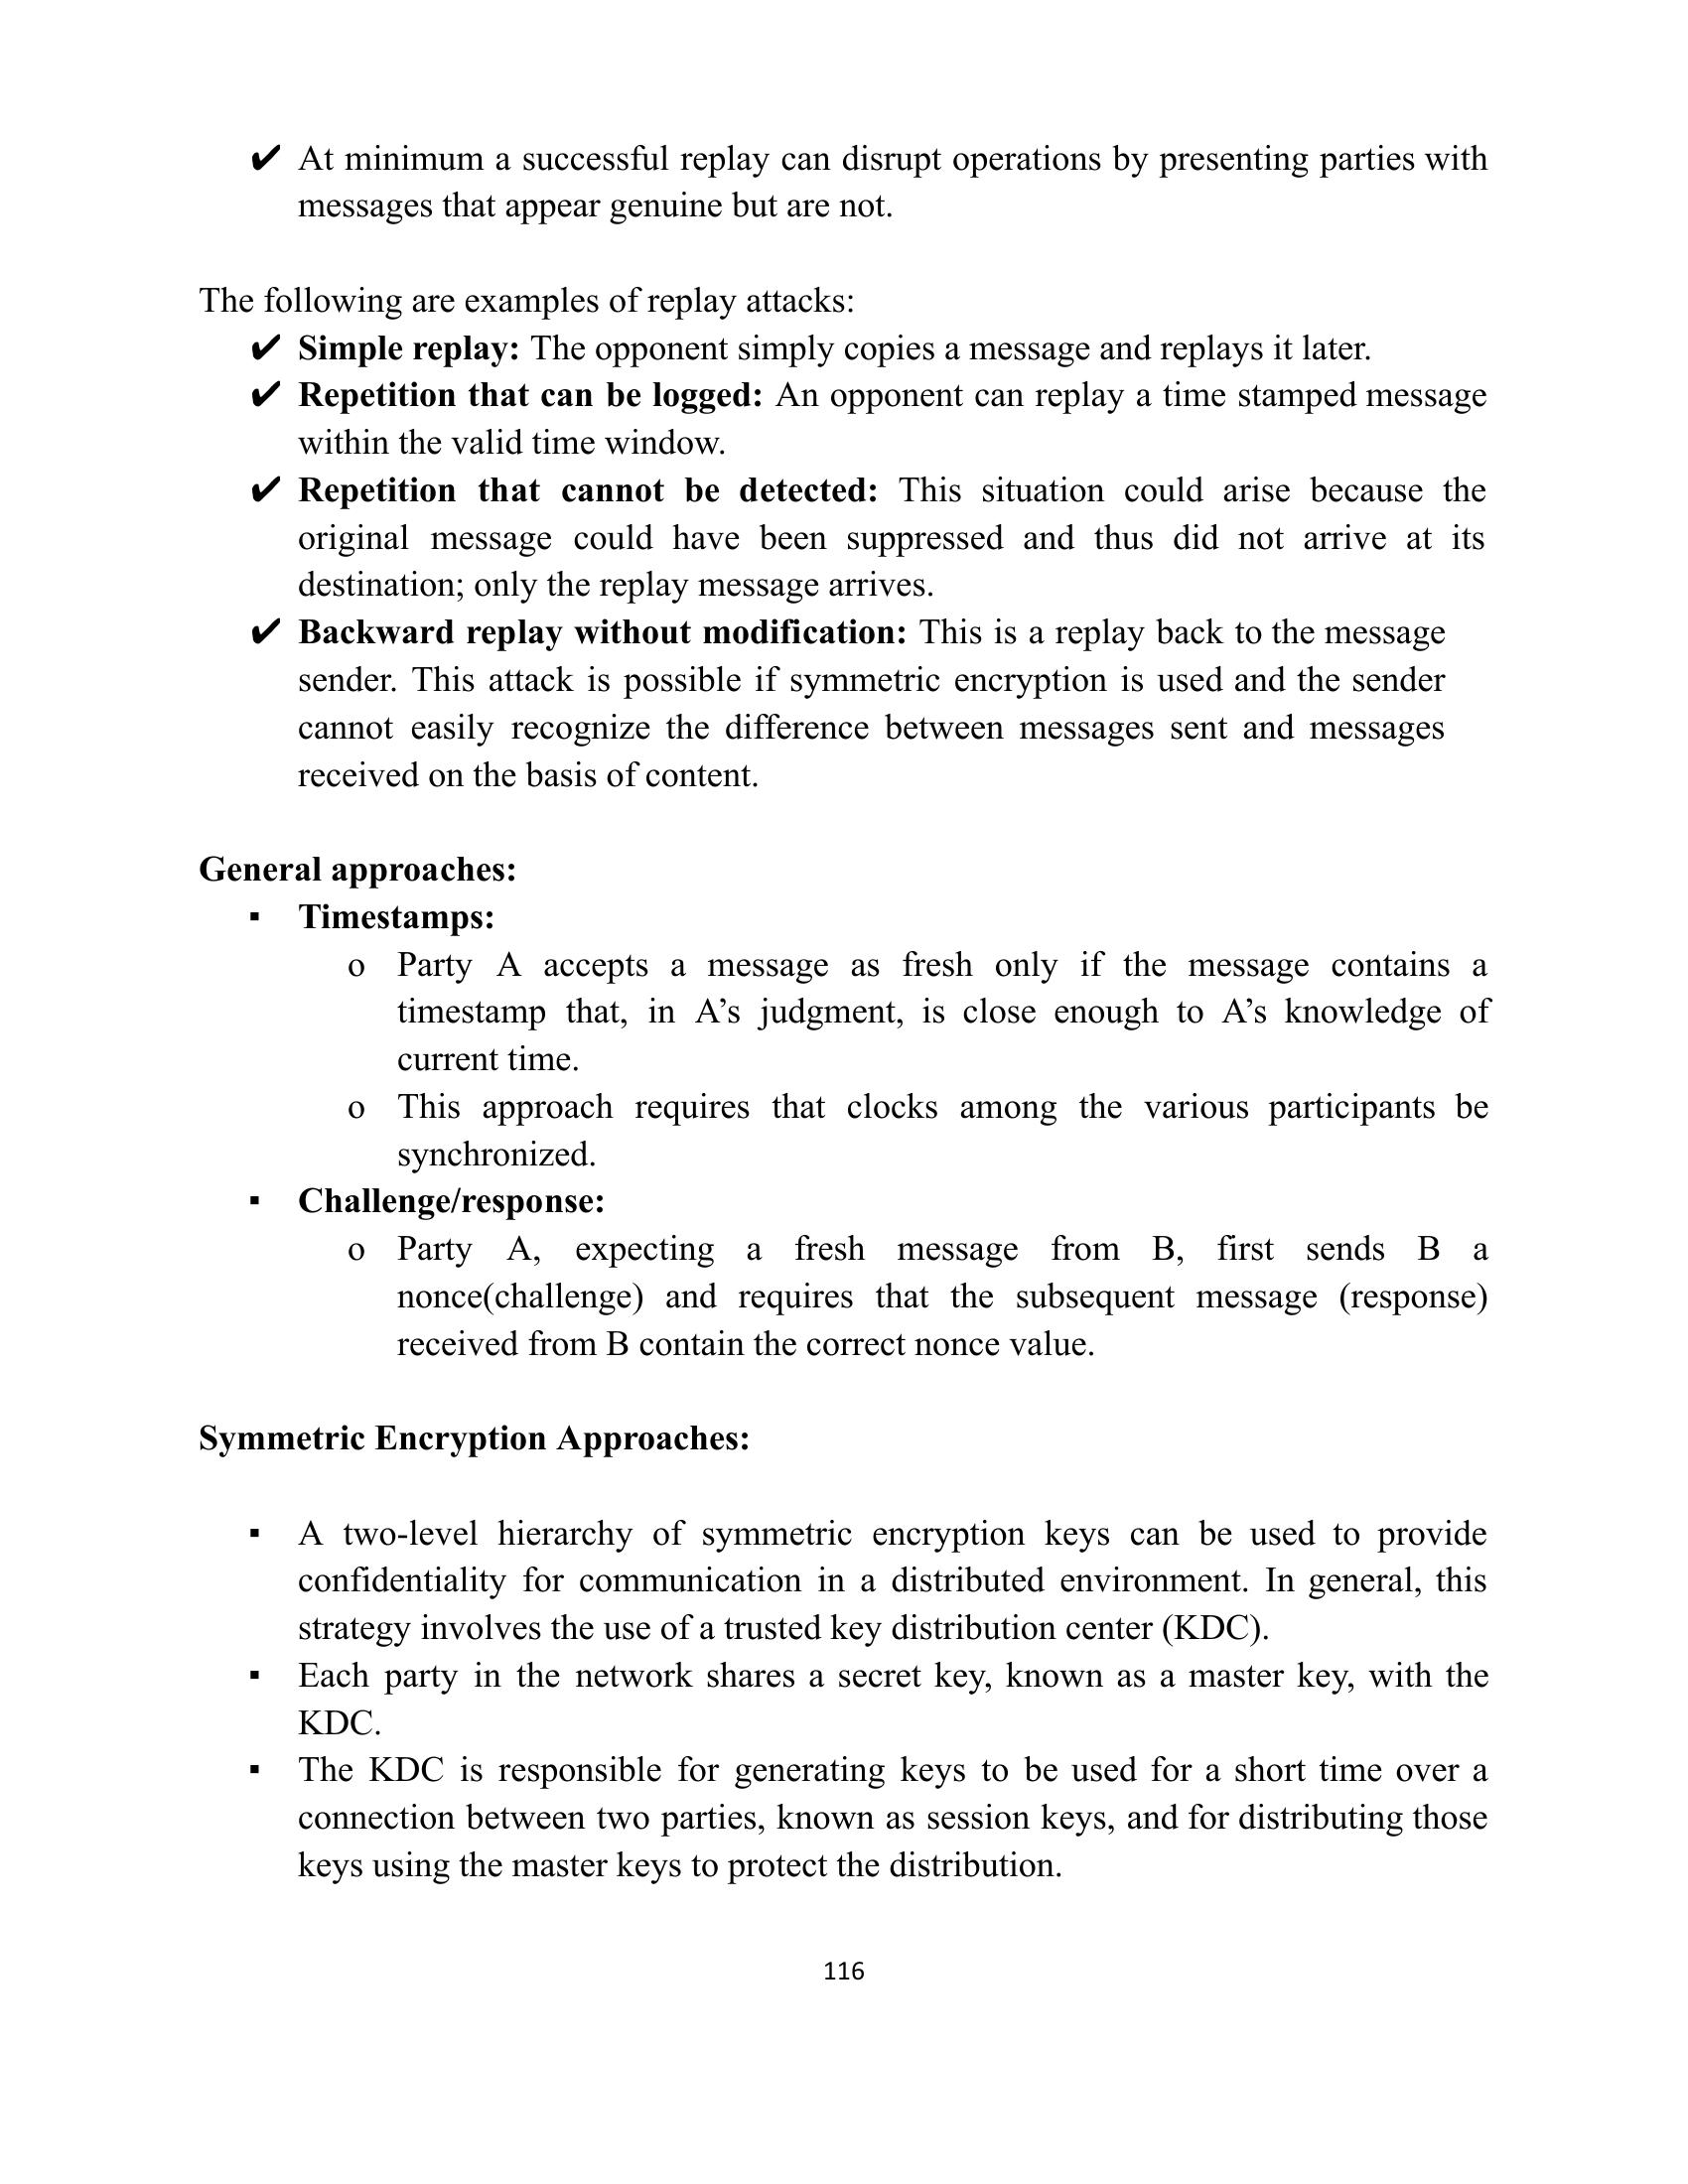 ✔ At minimum a successful replay can disrupt operations by presenting parties with
messages that appear genuine but are not.
The following are examples of replay attacks:
✔ Simple replay: The opponent simply copies a message and replays it later.
✔ Repetition that can be logged: An opponent can replay a time stamped message
within the valid time window.
✔ Repetition that cannot be detected: This situation could arise because the
original message could have been suppressed and thus did not arrive at its
destination; only the replay message arrives.
✔ Backward replay without modification: This is a replay back to the message
sender. This attack is possible if symmetric encryption is used and the sender
cannot easily recognize the difference between messages sent and messages
received on the basis of content.
General approaches:
▪ Timestamps:
o Party A accepts a message as fresh only if the message contains a
timestamp that, in A’s judgment, is close enough to A’s knowledge of
current time.
o This approach requires that clocks among the various participants be
synchronized.
▪ Challenge/response:
o Party A, expecting a fresh message from B, first sends B a
nonce(challenge) and requires that the subsequent message (response)
received from B contain the correct nonce value.
Symmetric Encryption Approaches:
▪ A two-level hierarchy of symmetric encryption keys can be used to provide
confidentiality for communication in a distributed environment. In general, this
strategy involves the use of a trusted key distribution center (KDC).
▪ Each party in the network shares a secret key, known as a master key, with the
KDC.
▪ The KDC is responsible for generating keys to be used for a short time over a
connection between two parties, known as session keys, and for distributing those
keys using the master keys to protect the distribution.
116